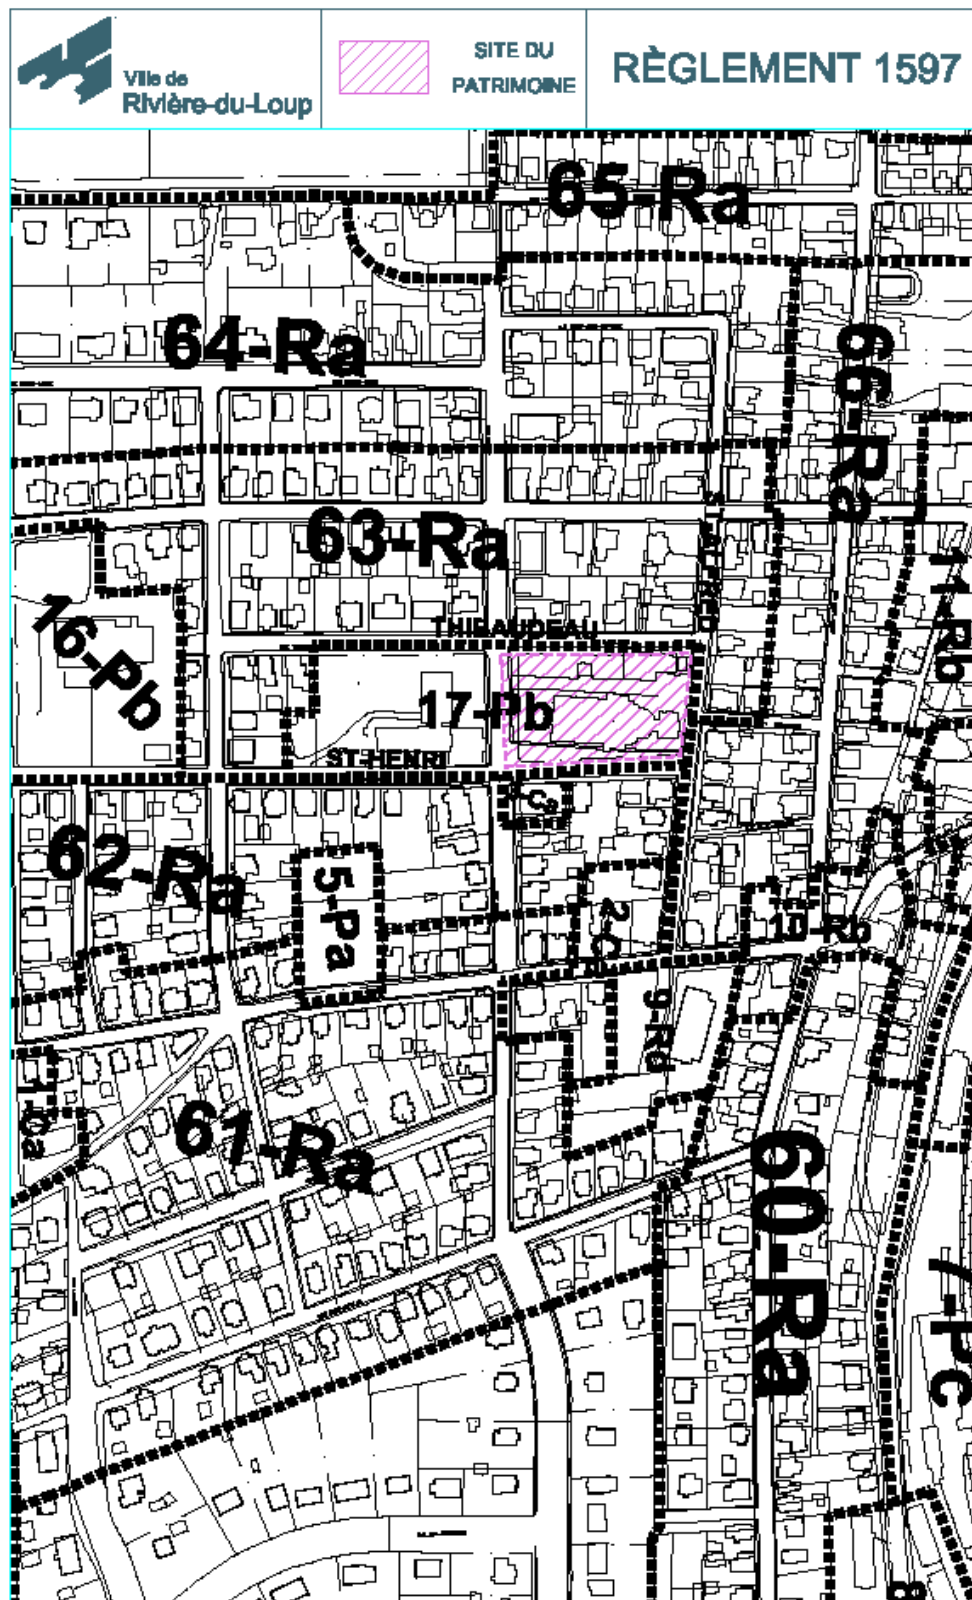 Ville de
Rivière-du-Loup
SITE DU
PATRIMOINE
RÈGLEMENT 1597
65-Ra
64-Ra
66-Ra
63-Ra
11-Rb
THIBAUDEAU
16-Pb
17-Pb
ST-HENRI
62-Ra
5-Pa
10-Rb
9-Rd
61-Ra
60-Ra
7-Pc